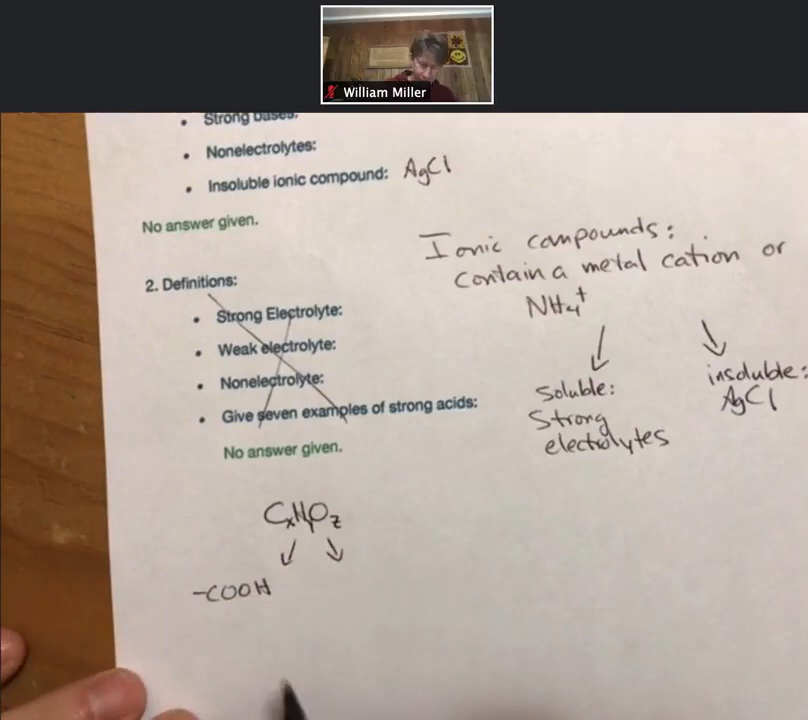 William Miller
• Strong bases:
• Nonelectrolytes:
• Insoluble ionic compound: AgCl
No answer given.
Ionic compounds:
contain a metal cation or
NH₄⁺
2. Definitions:
• Strong Electrolyte:
• Weak electrolyte:
• Nonelectrolyte:
• Give seven examples of strong acids:
No answer given.
Soluble:
Strong
electrolytes
insoluble:
AgCl
CxHyOz
-COOH